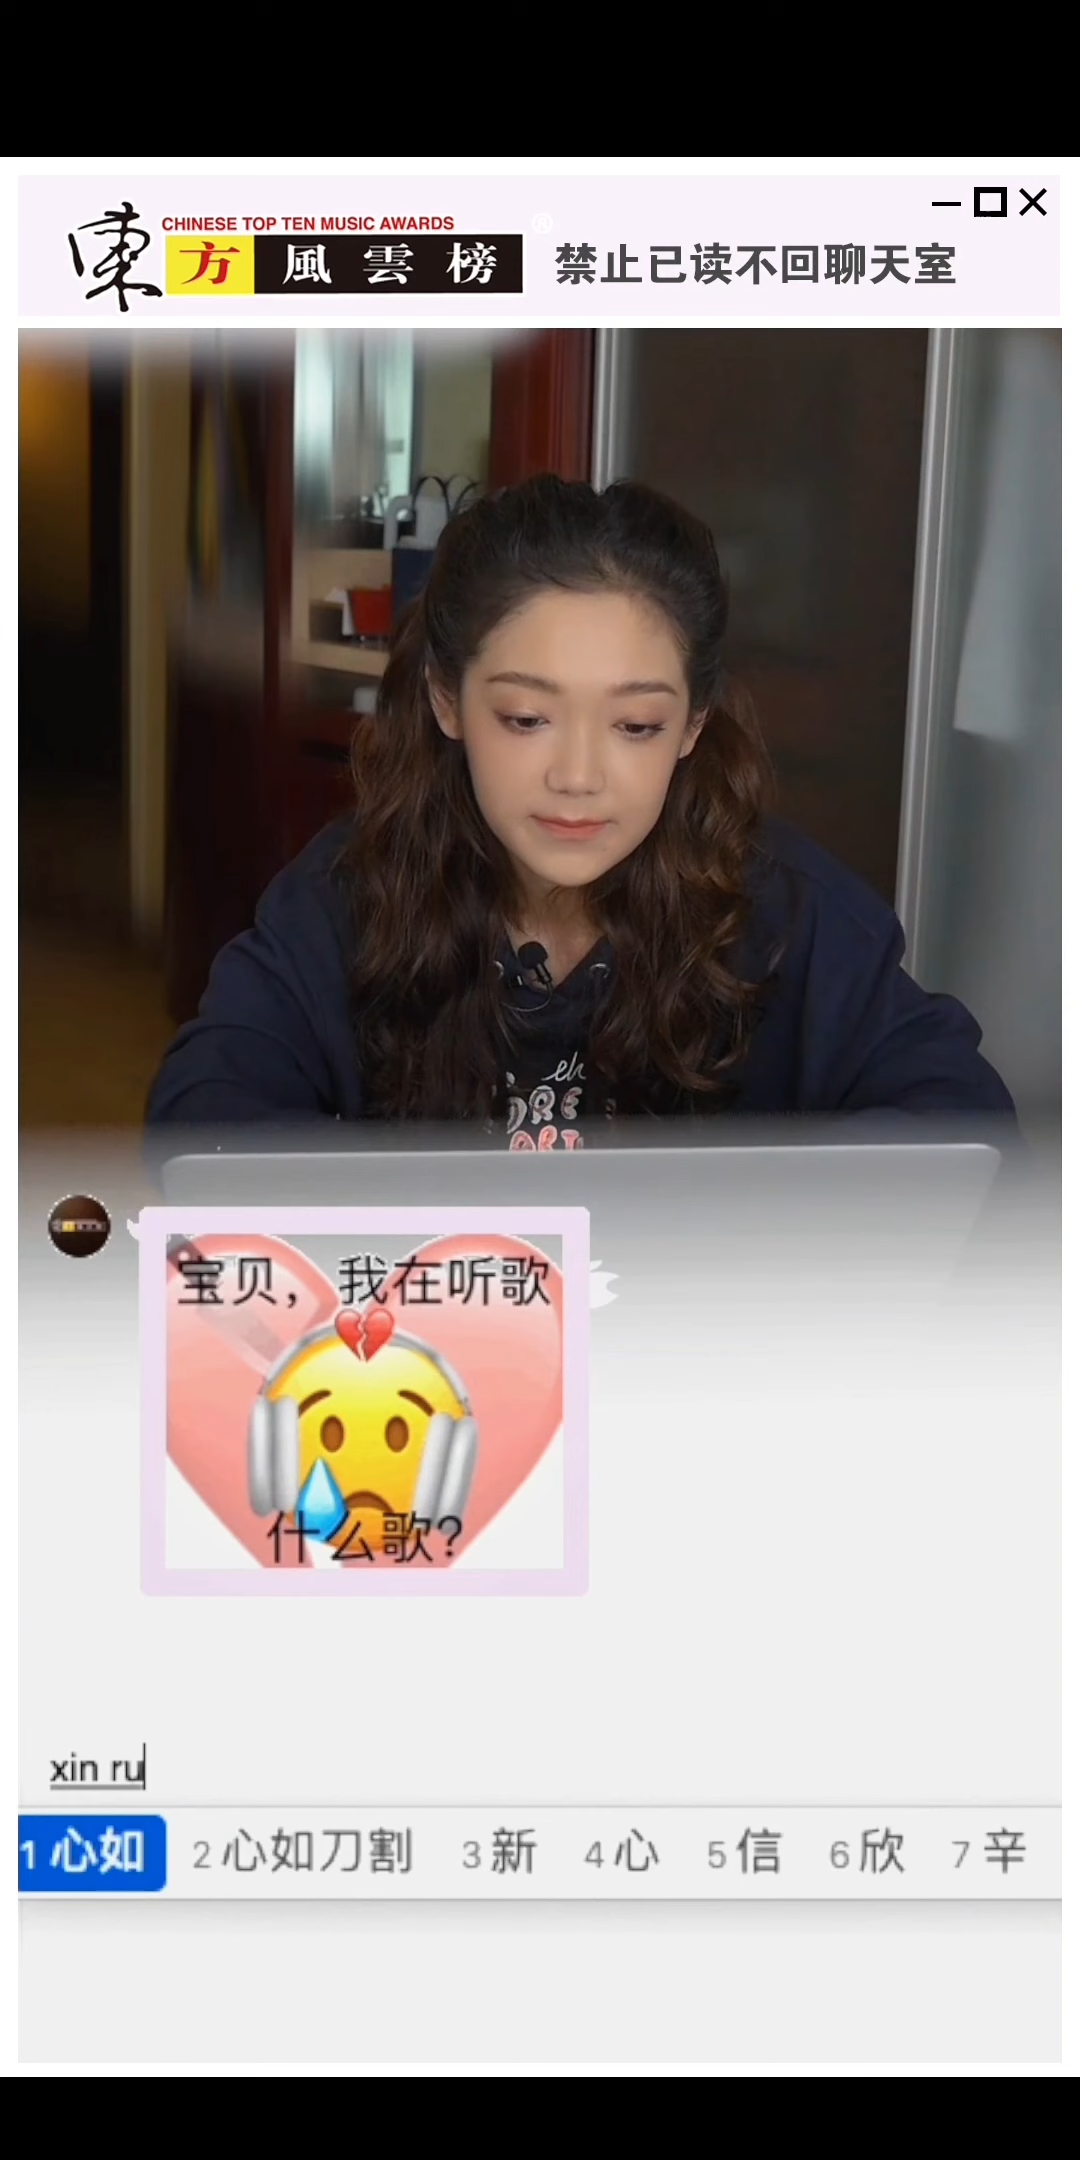 CHINESE TOP TEN MUSIC AWARDS
東方風雲榜®
禁止已读不回聊天室
eh
ORE
宝贝，我在听歌
什么歌?
xin ru
1 心如 2 心如刀割 3 新 4 心 5 信 6 欣 7 辛